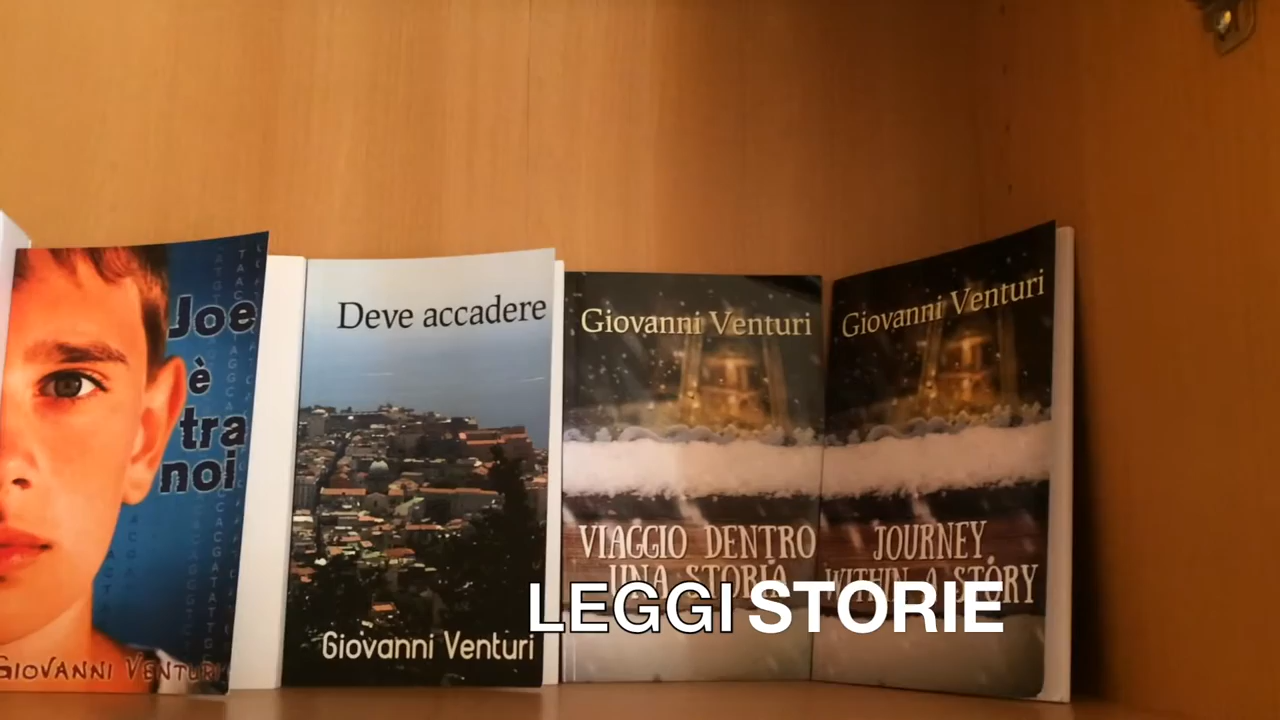 Joe
è
tra
noi
GIOVANNI VENTURI
Deve accadere
Giovanni Venturi
Giovanni Venturi
VIAGGIO DENTRO
UNA STORIA
Giovanni Venturi
JOURNEY
WITHIN A STORY
LEGGI STORIE